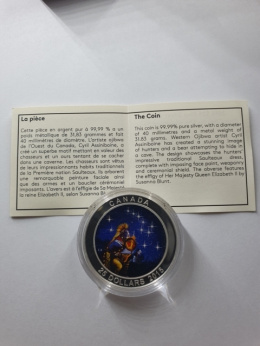 La pièce
Cette pièce en argent pur à 99,99 % a un
poids métallique de 31,83 grammes et fait
40 millimètres de diamètre. L'artiste ojibwa
de l'Ouest du Canada, Cyril Assiniboine, a
créé un superbe motif mettant en valeur des
chasseurs et un ours tentant de se cacher
dans une caverne. Les chasseurs sont vêtus
de leurs impressionnants habits traditionnels
de la Première nation Saulteaux. Ils arborent
une remarquable peinture faciale ainsi
que des armes et un bouclier cérémonial
imposants. L'avers est à l'effigie de Sa Majesté
la reine Elizabeth II, selon Susanna Blunt.
The Coin
This coin is 99.99% pure silver, with a diameter
of 40 millimetres and a metal weight of
31.83 grams. Western Ojibwa artist Cyril
Assiniboine has created a stunning image
of hunters and a bear attempting to hide in
a cave. The design showcases the hunters'
impressive traditional Saulteaux dress,
complete with imposing face paint, weaponry
and ceremonial shield. The obverse features
the effigy of Her Majesty Queen Elizabeth II by
Susanna Blunt.
CANADA
25 DOLLARS 2015